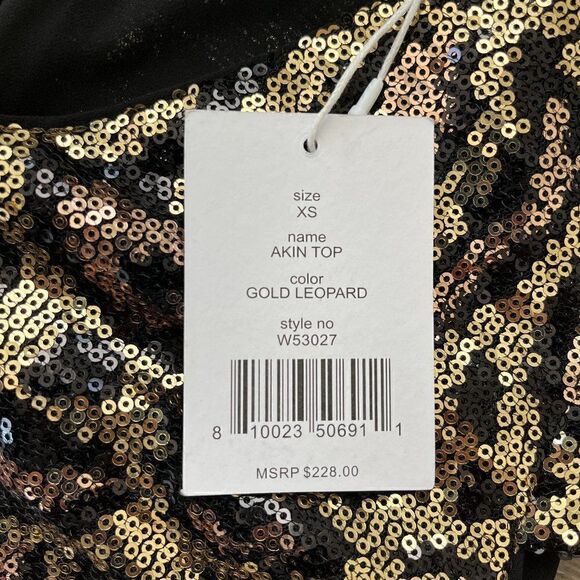 size
XS
name
AKIN TOP
color
GOLD LEOPARD
style no
W53027
8 10023 50691 1
MSRP $228.00